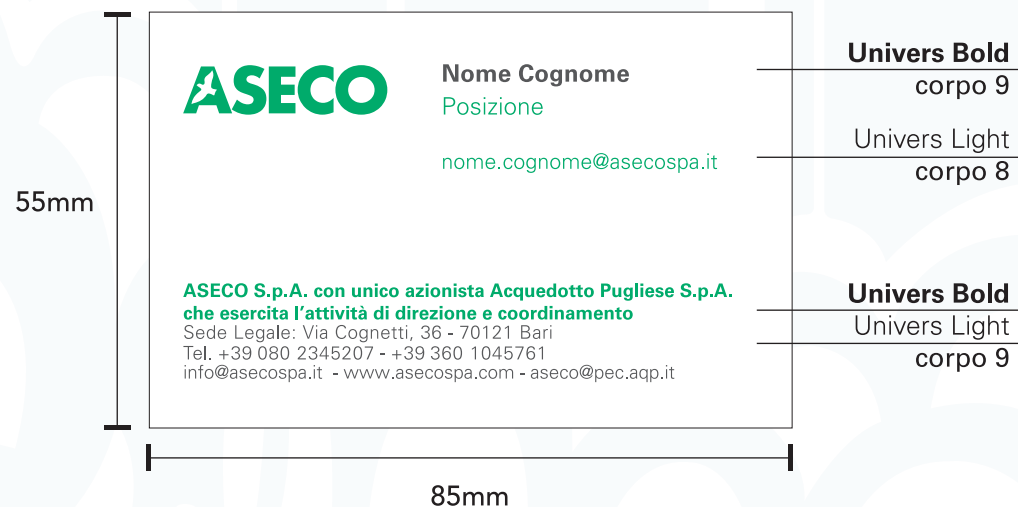 ASECO
Nome Cognome
Posizione
nome.cognome@asecospa.it
ASECO S.p.A. con unico azionista Acquedotto Pugliese S.p.A.
che esercita l'attività di direzione e coordinamento
Sede Legale: Via Cognetti, 36 - 70121 Bari
Tel. +39 080 2345207 - +39 360 1045761
info@asecospa.it - www.asecospa.com - aseco@pec.aqp.it
Univers Bold
corpo 9
Univers Light
corpo 8
Univers Bold
Univers Light
corpo 9
55mm
85mm